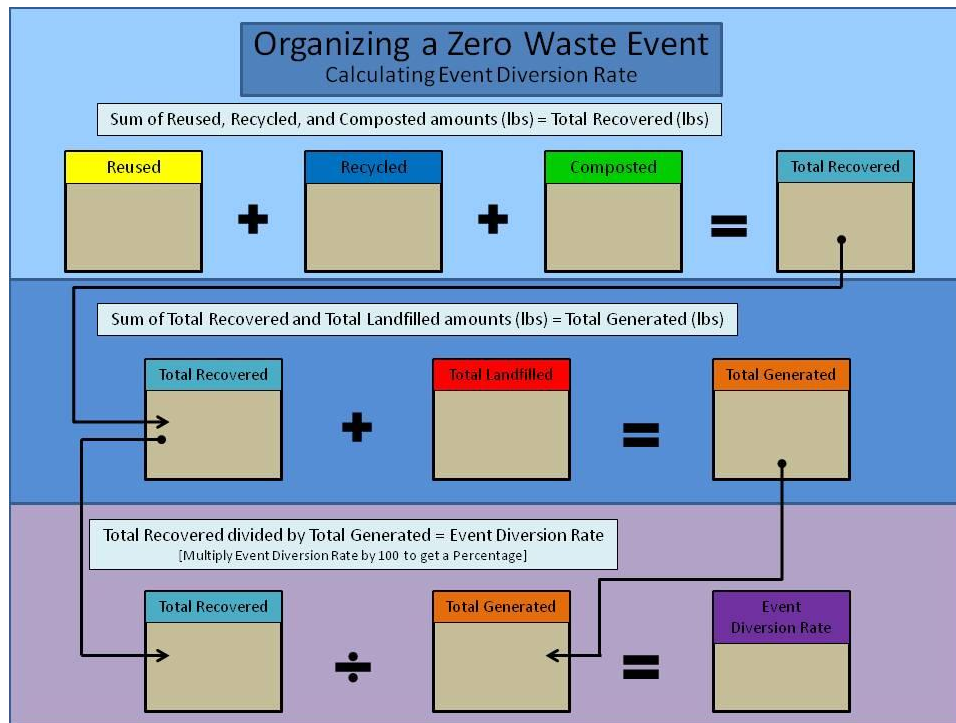 Organizing a Zero Waste Event
Calculating Event Diversion Rate
Sum of Reused, Recycled, and Composted amounts (lbs) = Total Recovered (lbs)
Reused
Recycled
Composted
Total Recovered
+
+
=
Sum of Total Recovered and Total Landfilled amounts (lbs) = Total Generated (lbs)
Total Recovered
Total Landfilled
Total Generated
+
=
Total Recovered divided by Total Generated = Event Diversion Rate
[Multiply Event Diversion Rate by 100 to get a Percentage]
Total Recovered
Total Generated
Event
Diversion Rate
÷
=